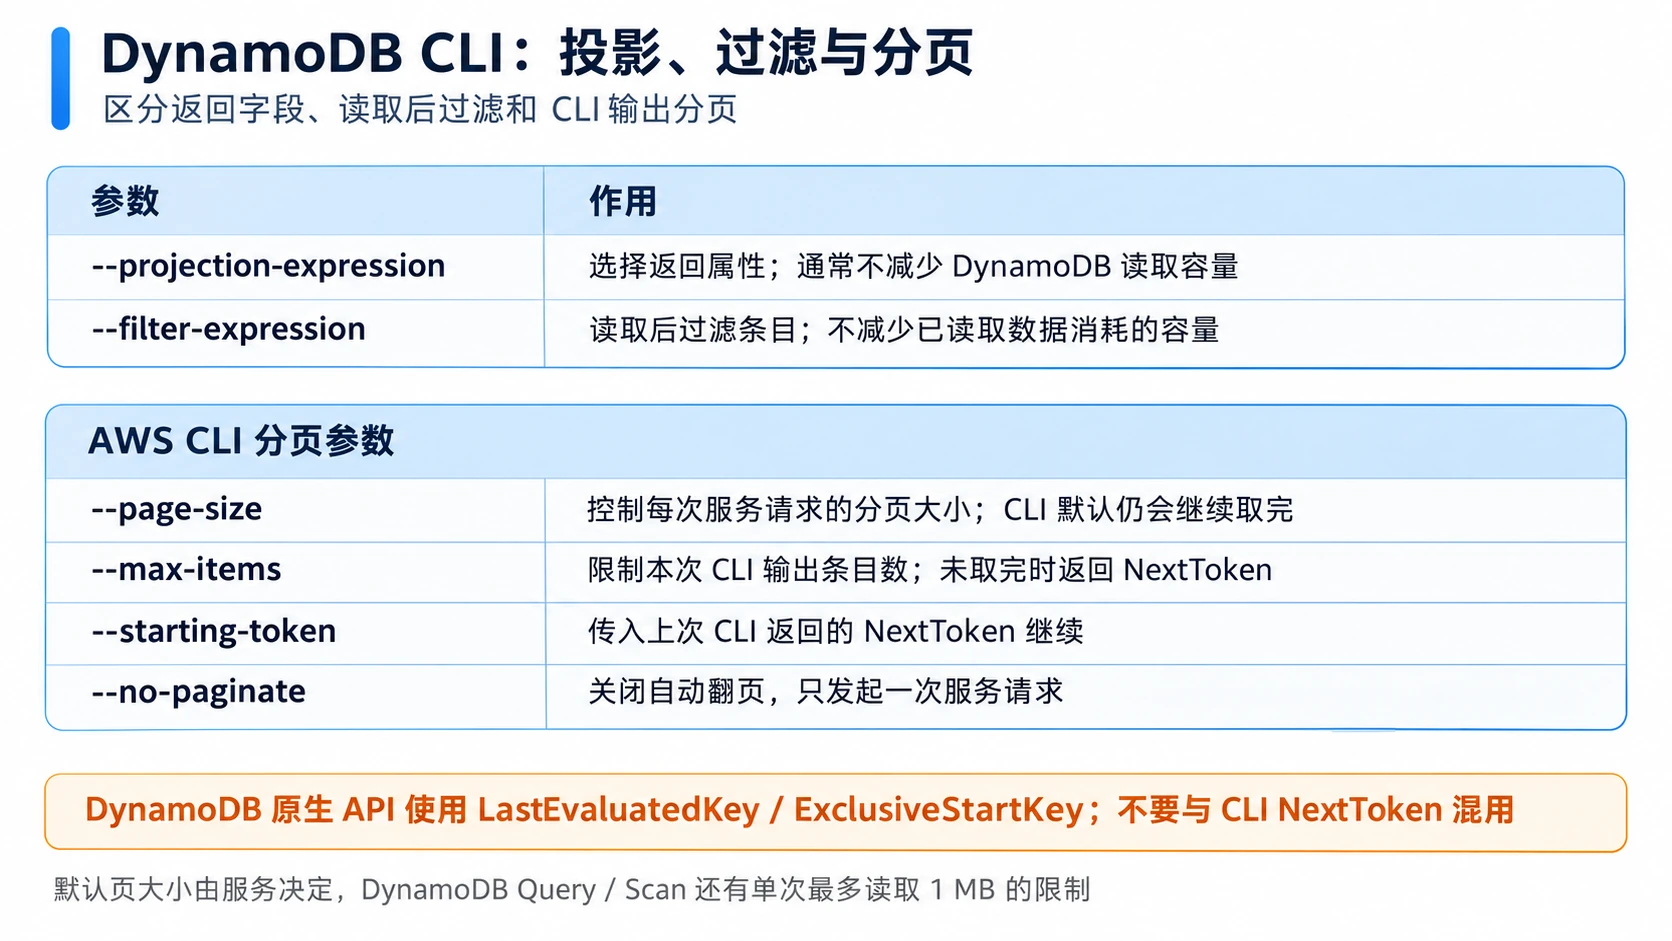 DynamoDB CLI：投影、过滤与分页
区分返回字段、读取后过滤和 CLI 输出分页
参数 作用
--projection-expression 选择返回属性；通常不减少 DynamoDB 读取容量
--filter-expression 读取后过滤条目；不减少已读取数据消耗的容量
AWS CLI 分页参数
--page-size 控制每次服务请求的分页大小；CLI 默认仍会继续取完
--max-items 限制本次 CLI 输出条目数；未取完时返回 NextToken
--starting-token 传入上次 CLI 返回的 NextToken 继续
--no-paginate 关闭自动翻页，只发起一次服务请求
DynamoDB 原生 API 使用 LastEvaluatedKey / ExclusiveStartKey；不要与 CLI NextToken 混用
默认页大小由服务决定，DynamoDB Query / Scan 还有单次最多读取 1 MB 的限制